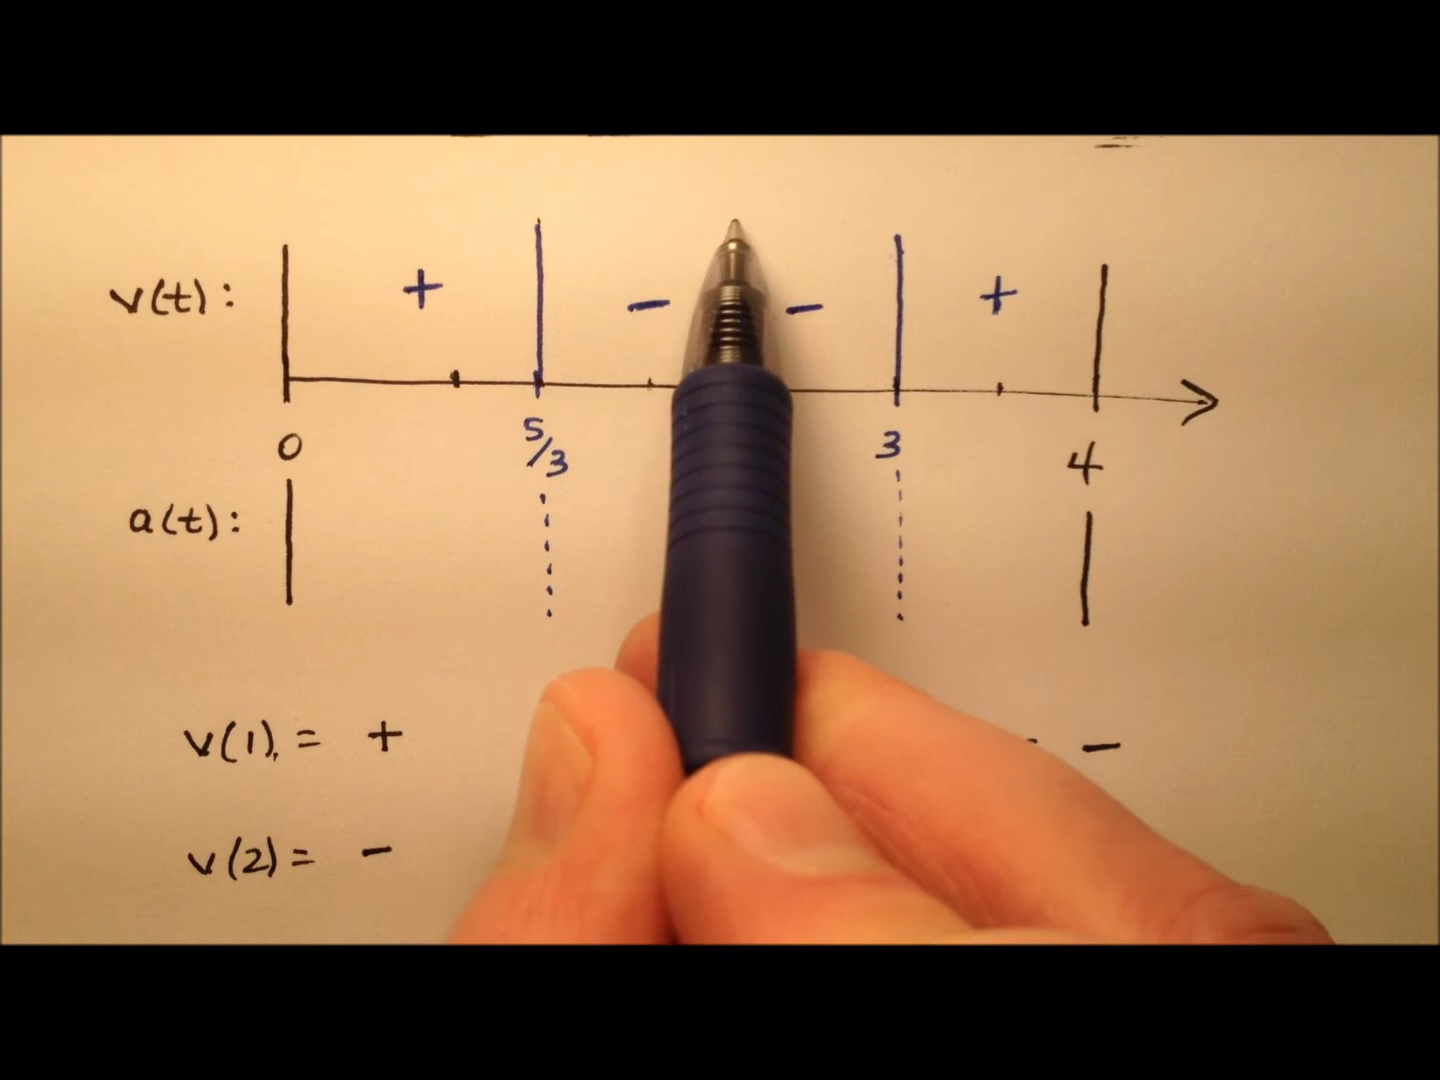 v(t): + - - +
0 5/3 3 4
a(t):
v(1) = + -
v(2) = -